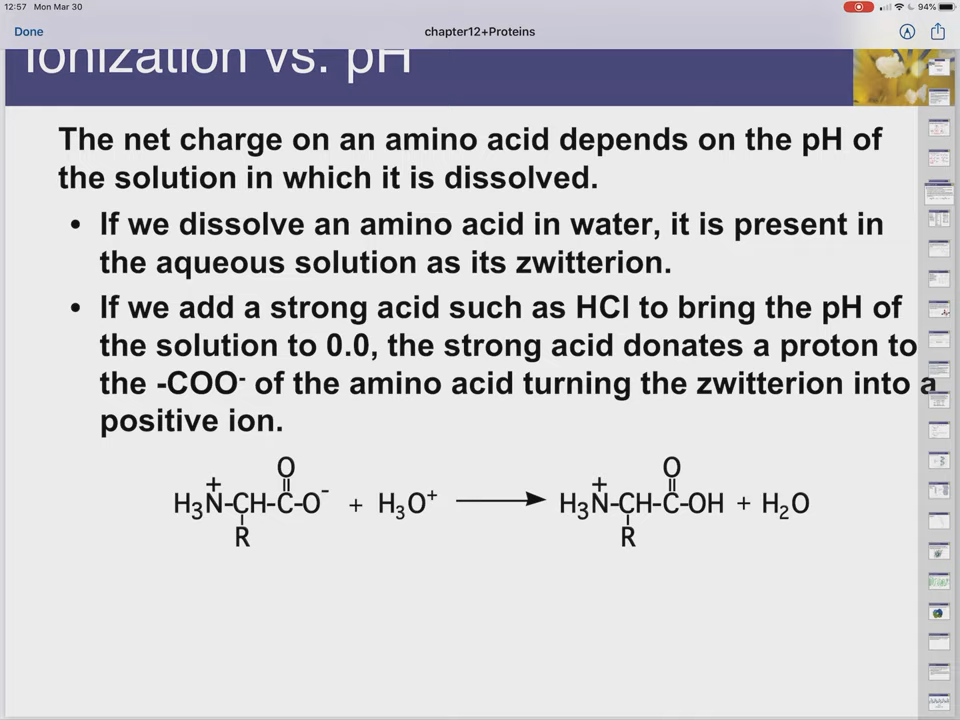 12:57 Mon Mar 30
94%
Done
chapter12+Proteins
Ionization vs. pH
The net charge on an amino acid depends on the pH of
the solution in which it is dissolved.
• If we dissolve an amino acid in water, it is present in
the aqueous solution as its zwitterion.
• If we add a strong acid such as HCl to bring the pH of
the solution to 0.0, the strong acid donates a proton to
the -COO⁻ of the amino acid turning the zwitterion into a
positive ion.
O O
+ +
H₃N-CH-C-O⁻ + H₃O⁺ ⟶ H₃N-CH-C-OH + H₂O
R R